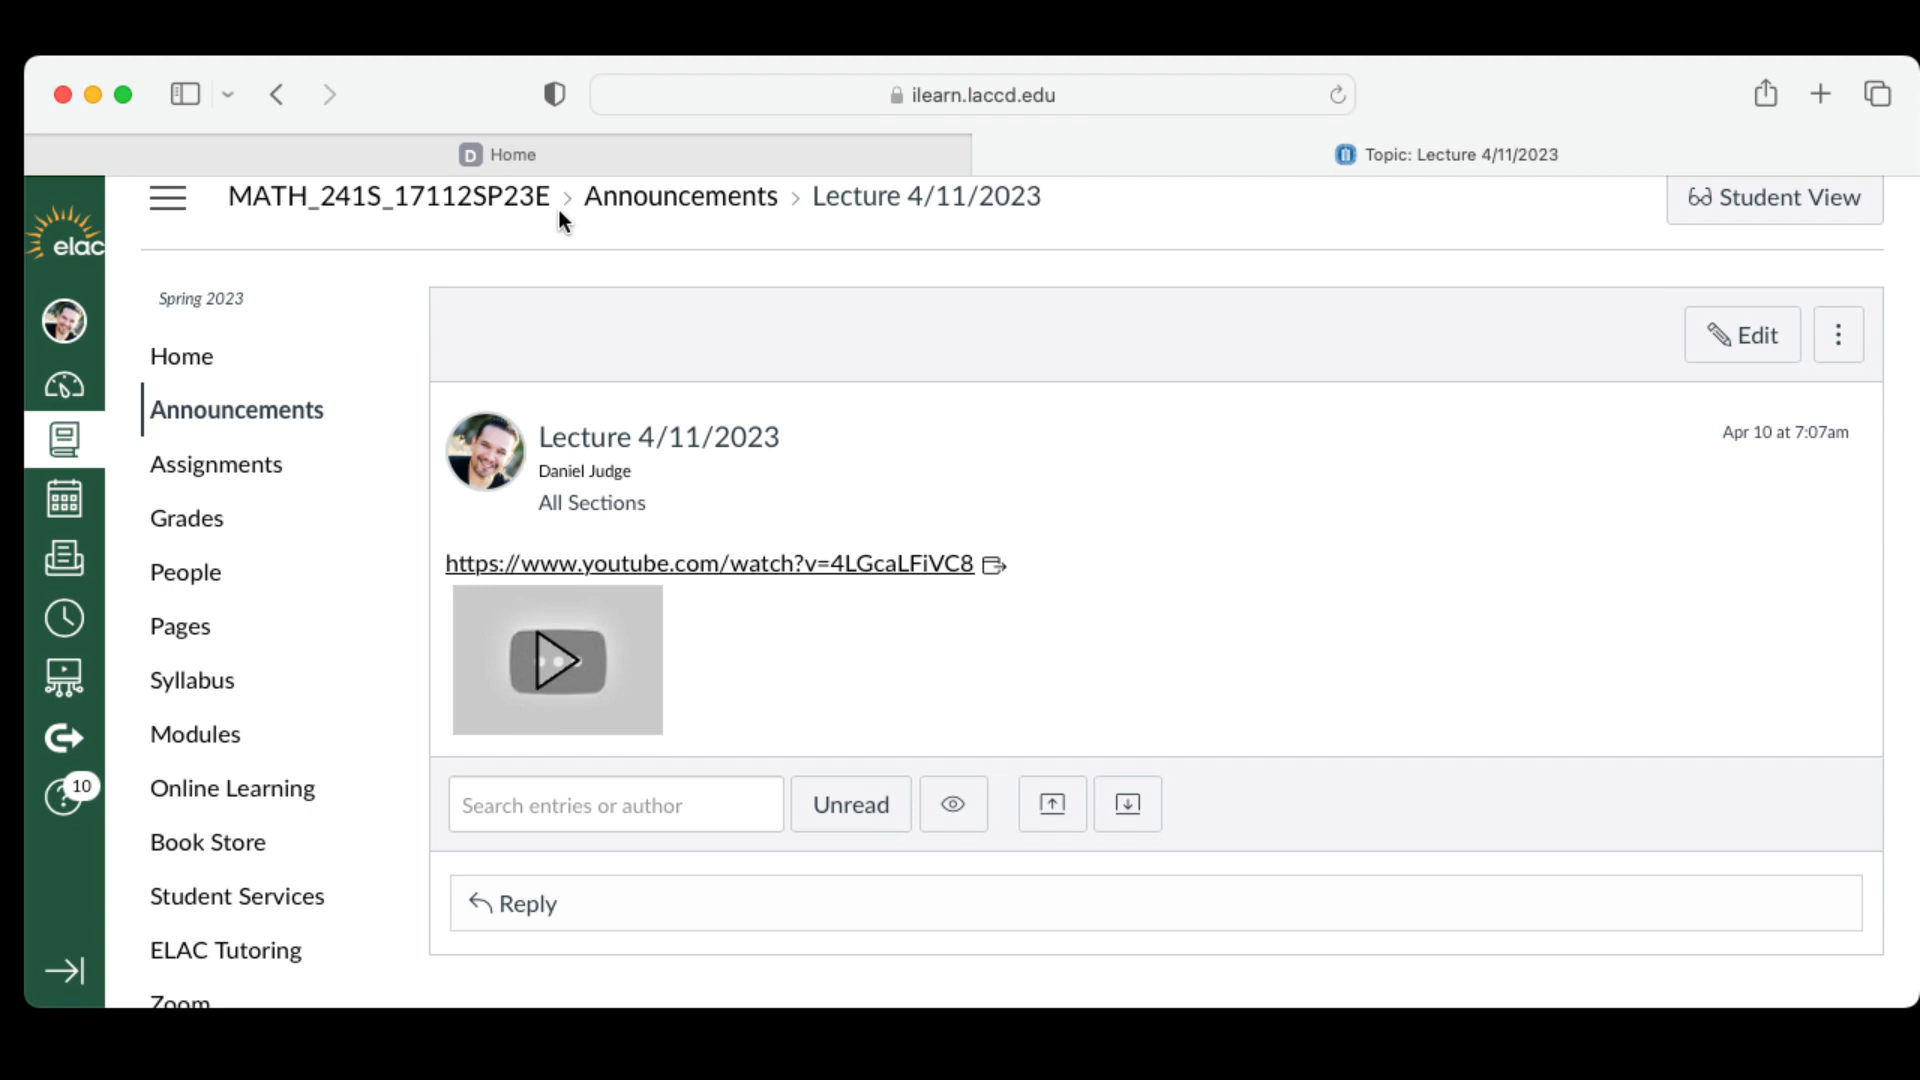 ilearn.laccd.edu
D Home
Topic: Lecture 4/11/2023
MATH_241S_17112SP23E > Announcements > Lecture 4/11/2023
Student View
elac
Spring 2023
Home
Announcements
Assignments
Grades
People
Pages
Syllabus
Modules
Online Learning
Book Store
Student Services
ELAC Tutoring
Zoom
10
Edit
Lecture 4/11/2023
Apr 10 at 7:07am
Daniel Judge
All Sections
https://www.youtube.com/watch?v=4LGcaLFiVC8
Search entries or author
Unread
Reply